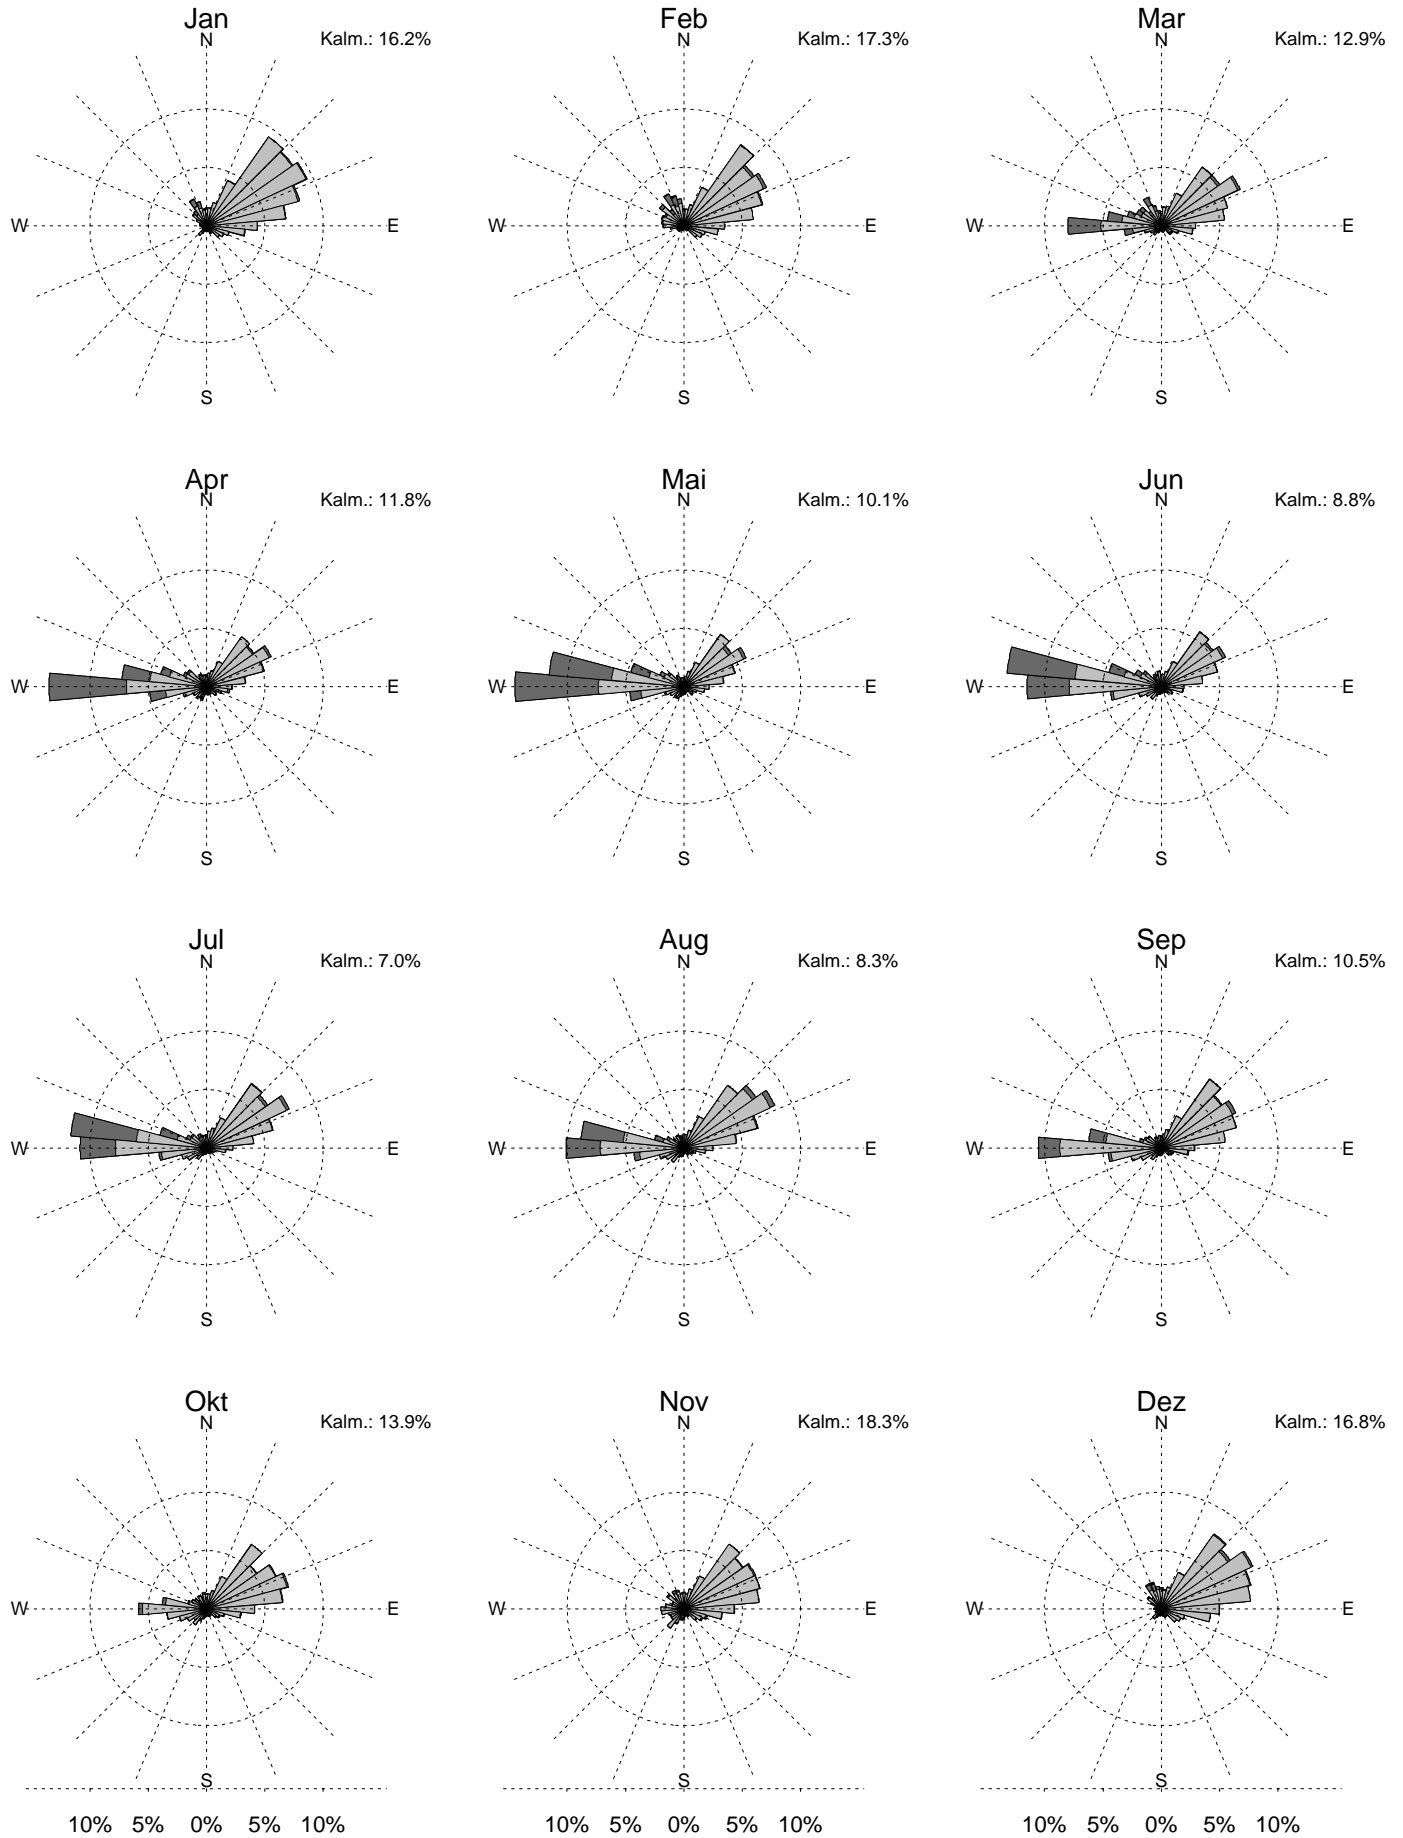 Jan
Feb
Mar
N Kalm.: 16.2%
N Kalm.: 17.3%
N Kalm.: 12.9%
W E
W E
W E
S
S
S
Apr
Mai
Jun
N Kalm.: 11.8%
N Kalm.: 10.1%
N Kalm.: 8.8%
W E
W E
W E
S
S
S
Jul
Aug
Sep
N Kalm.: 7.0%
N Kalm.: 8.3%
N Kalm.: 10.5%
W E
W E
W E
S
S
S
Okt
Nov
Dez
N Kalm.: 13.9%
N Kalm.: 18.3%
N Kalm.: 16.8%
W E
W E
W E
S
S
S
10% 5% 0% 5% 10%
10% 5% 0% 5% 10%
10% 5% 0% 5% 10%